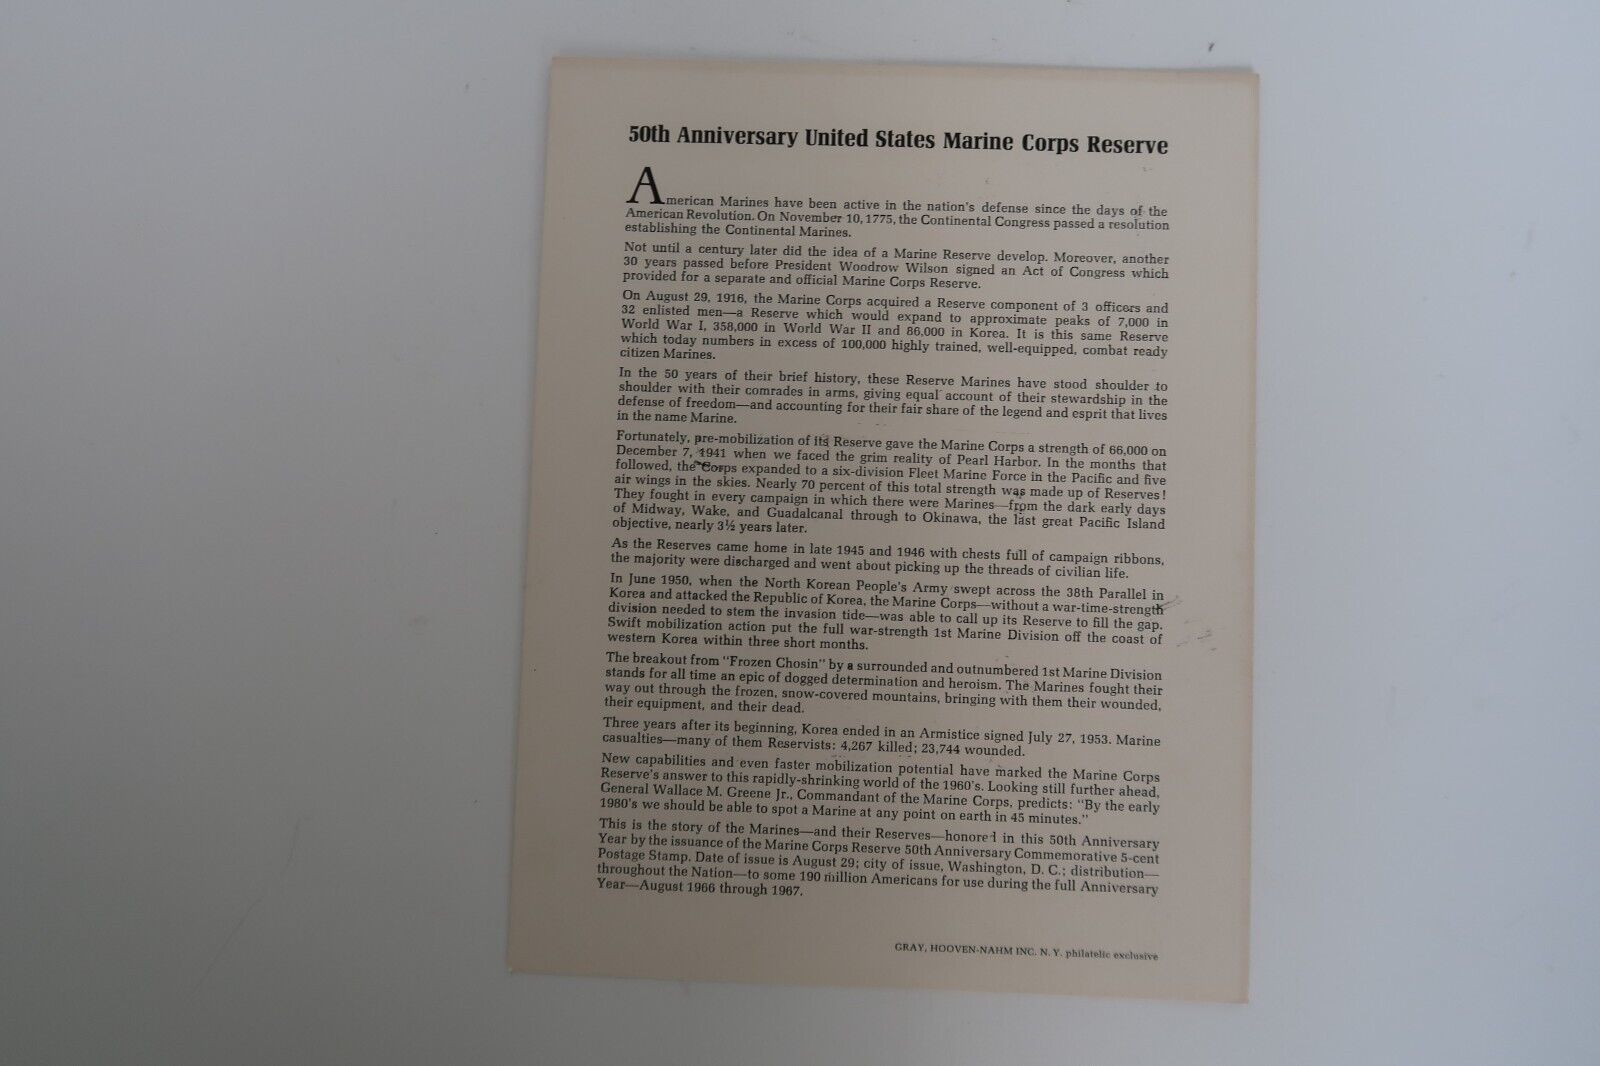 50th Anniversary United States Marine Corps Reserve
American Marines have been active in the nation's defense since the days of the
American Revolution. On November 10, 1775, the Continental Congress passed a resolution
establishing the Continental Marines.
Not until a century later did the idea of a Marine Reserve develop. Moreover, another
30 years passed before President Woodrow Wilson signed an Act of Congress which
provided for a separate and official Marine Corps Reserve.
On August 29, 1916, the Marine Corps acquired a Reserve component of 3 officers and
32 enlisted men—a Reserve which would expand to approximate peaks of 7,000 in
World War I, 358,000 in World War II and 86,000 in Korea. It is this same Reserve
which today numbers in excess of 100,000 highly trained, well-equipped, combat ready
citizen Marines.
In the 50 years of their brief history, these Reserve Marines have stood shoulder to
shoulder with their comrades in arms, giving equal account of their stewardship in the
defense of freedom—and accounting for their fair share of the legend and esprit that lives
in the name Marine.
Fortunately, pre-mobilization of its Reserve gave the Marine Corps a strength of 66,000 on
December 7, 1941 when we faced the grim reality of Pearl Harbor. In the months that
followed, the Corps expanded to a six-division Fleet Marine Force in the Pacific and five
air wings in the skies. Nearly 70 percent of this total strength was made up of Reserves!
They fought in every campaign in which there were Marines—from the dark early days
of Midway, Wake, and Guadalcanal through to Okinawa, the last great Pacific Island
objective, nearly 3½ years later.
As the Reserves came home in late 1945 and 1946 with chests full of campaign ribbons,
the majority were discharged and went about picking up the threads of civilian life.
In June 1950, when the North Korean People's Army swept across the 38th Parallel in
Korea and attacked the Republic of Korea, the Marine Corps—without a war-time-strength
division needed to stem the invasion tide—was able to call up its Reserve to fill the gap.
Swift mobilization action put the full war-strength 1st Marine Division off the coast of
western Korea within three short months.
The breakout from "Frozen Chosin" by a surrounded and outnumbered 1st Marine Division
stands for all time an epic of dogged determination and heroism. The Marines fought their
way out through the frozen, snow-covered mountains, bringing with them their wounded,
their equipment, and their dead.
Three years after its beginning, Korea ended in an Armistice signed July 27, 1953. Marine
casualties—many of them Reservists: 4,267 killed; 23,744 wounded.
New capabilities and even faster mobilization potential have marked the Marine Corps
Reserve's answer to this rapidly-shrinking world of the 1960's. Looking still further ahead,
General Wallace M. Greene Jr., Commandant of the Marine Corps, predicts: "By the early
1980's we should be able to spot a Marine at any point on earth in 45 minutes."
This is the story of the Marines—and their Reserves—honored in this 50th Anniversary
Year by the issuance of the Marine Corps Reserve 50th Anniversary Commemorative 5-cent
Postage Stamp. Date of issue is August 29; city of issue, Washington, D. C.; distribution—
throughout the Nation—to some 190 million Americans for use during the full Anniversary
Year—August 1966 through 1967.
GRAY, HOOVEN-NAHM INC. N. Y. philatelic exclusive